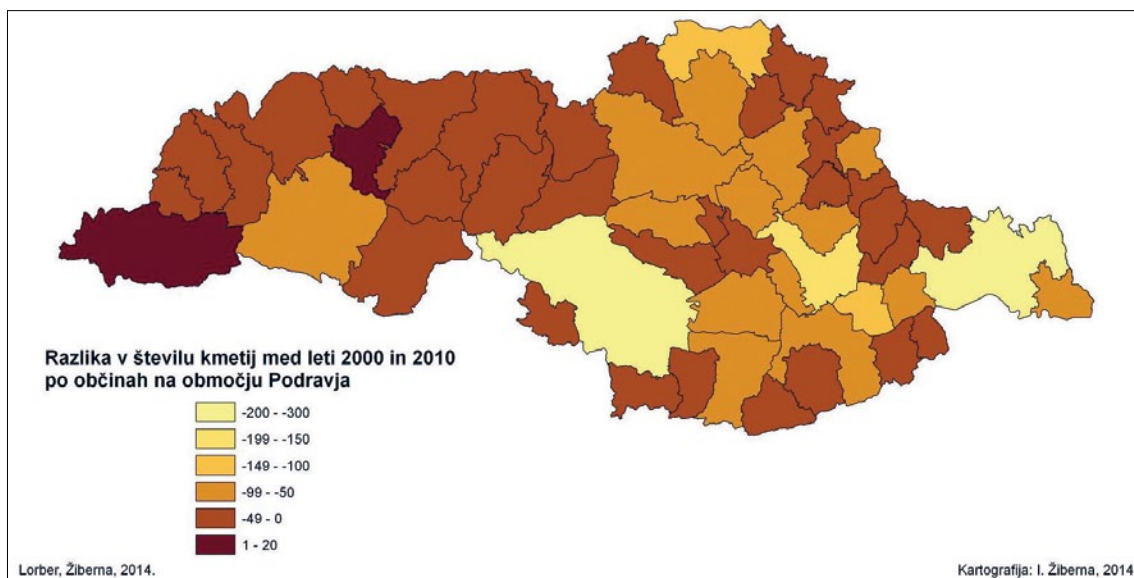 Razlika v številu kmetij med leti 2000 in 2010
po občinah na območju Podravja
-200 - -300
-199 - -150
-149 - -100
-99 - -50
-49 - 0
1 - 20
Lorber, Žiberna, 2014.
Kartografija: I. Žiberna, 2014